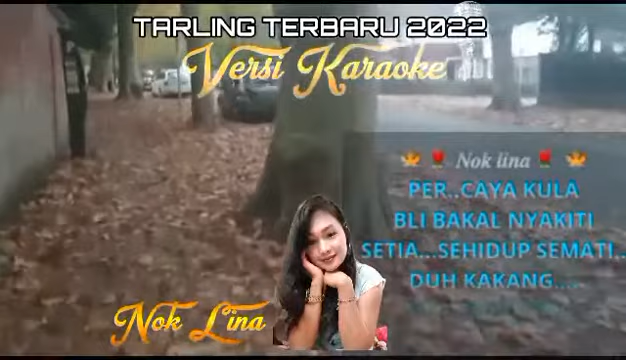 TARLING TERBARU 2022
Versi Karaoke
Nok lina
PER..CAYA KULA
BLI BAKAL NYAKITI
SETIA...SEHIDUP SEMATI..
DUH KAKANG....
Nok Lina